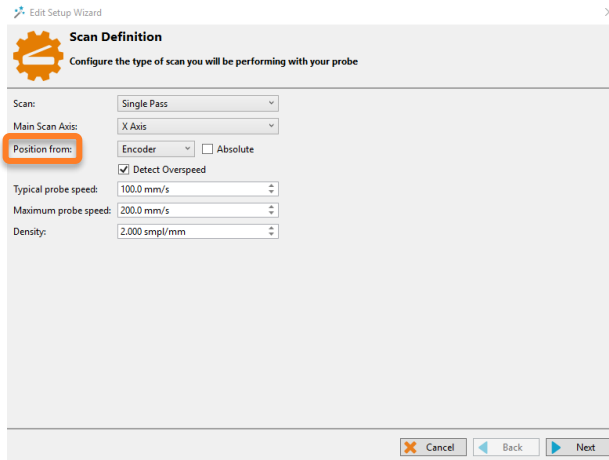 Edit Setup Wizard
Scan Definition
Configure the type of scan you will be performing with your probe
Scan: Single Pass
Main Scan Axis: X Axis
Position from: Encoder Absolute
Detect Overspeed
Typical probe speed: 100.0 mm/s
Maximum probe speed: 200.0 mm/s
Density: 2.000 smpl/mm
Cancel Back Next